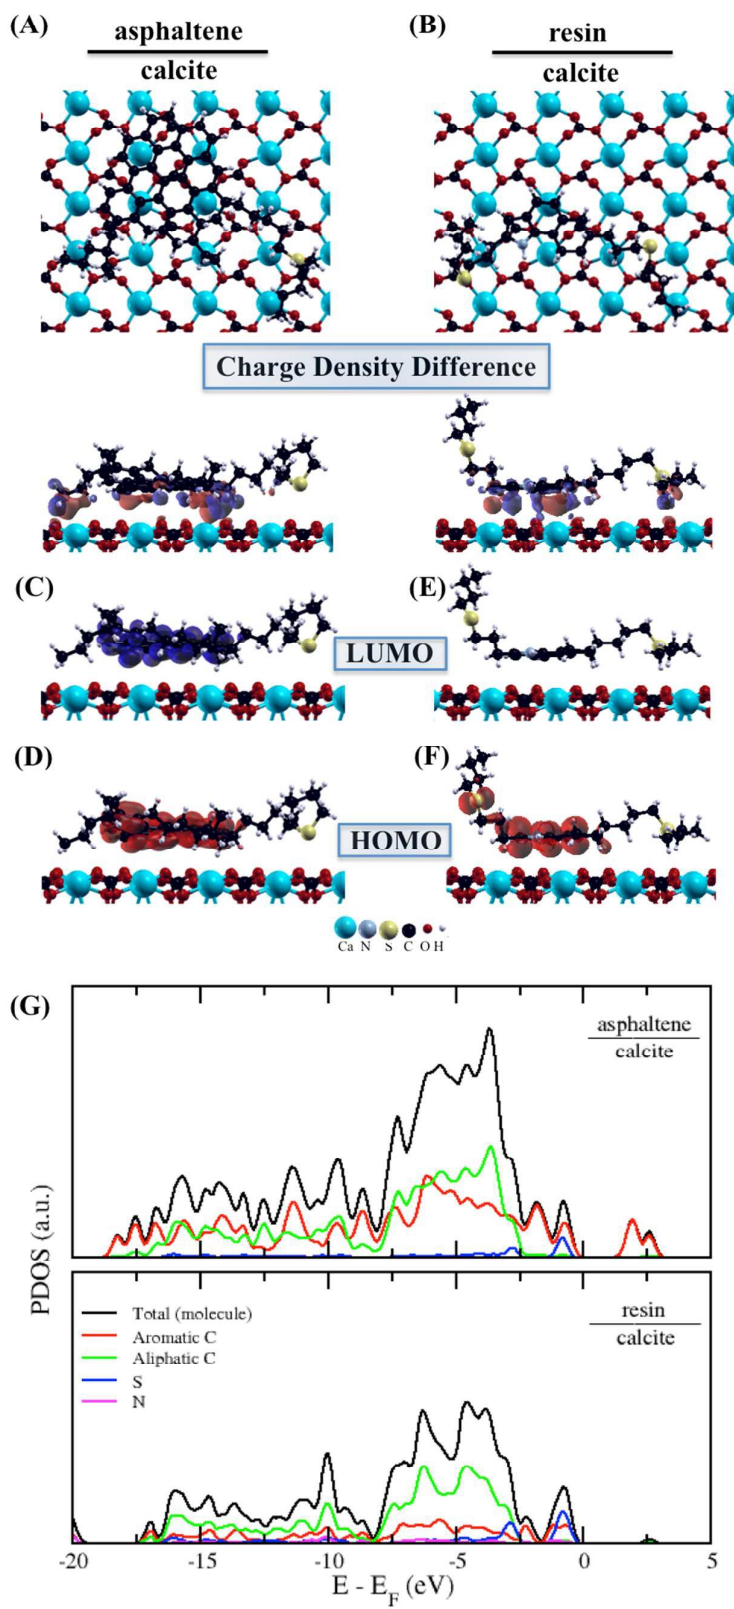 (A)
asphaltene
calcite
(B)
resin
calcite
Charge Density Difference
(C)
(E)
LUMO
(D)
(F)
HOMO
Ca N S C O H
(G)
asphaltene
calcite
PDOS (a.u.)
Total (molecule)
Aromatic C
Aliphatic C
S
N
resin
calcite
-20 -15 -10 -5 0 5
E - E_F (eV)